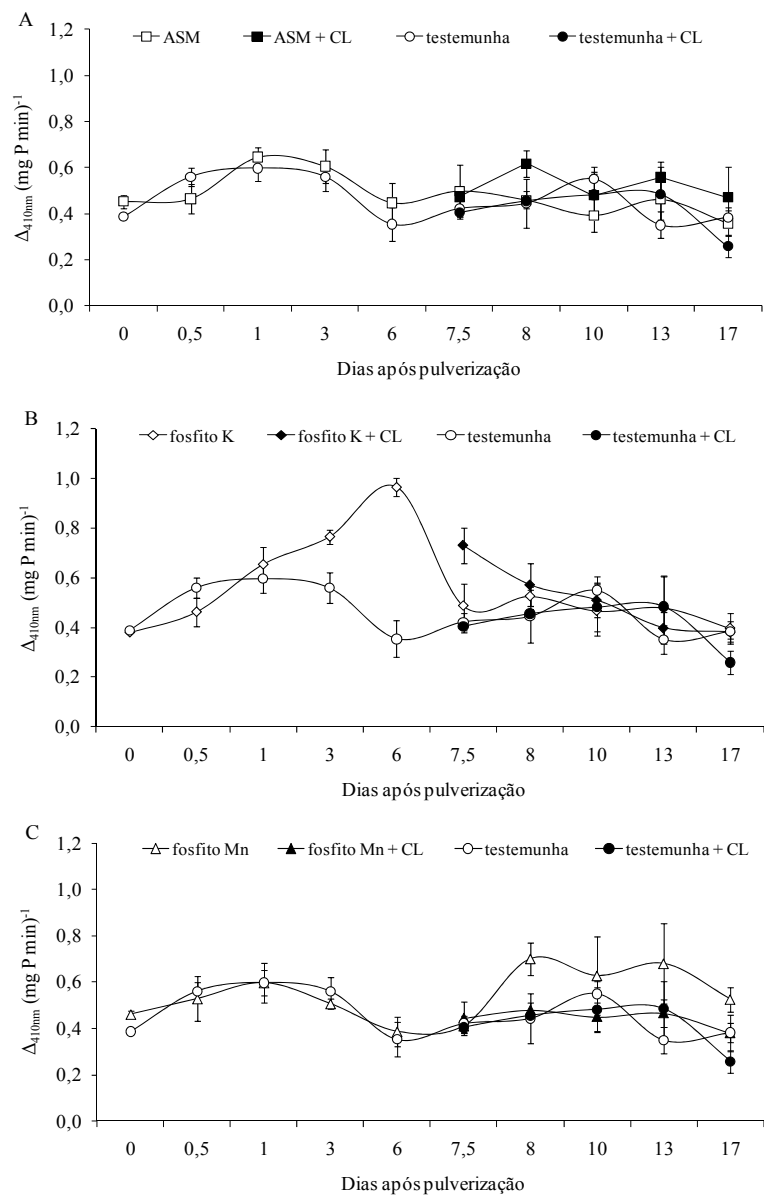 A
1,2
ASM ASM + CL testemunha testemunha + CL
1,0
0,8
0,6
0,4
0,2
0,0
Δ410nm (mg P min)-1
0 0,5 1 3 6 7,5 8 10 13 17
Dias após pulverização
B
1,2
fosfito K fosfito K + CL testemunha testemunha + CL
1,0
0,8
0,6
0,4
0,2
0,0
Δ410nm (mg P min)-1
0 0,5 1 3 6 7,5 8 10 13 17
Dias após pulverização
C
1,2
fosfito Mn fosfito Mn + CL testemunha testemunha + CL
1,0
0,8
0,6
0,4
0,2
0,0
Δ410nm (mg P min)-1
0 0,5 1 3 6 7,5 8 10 13 17
Dias após pulverização